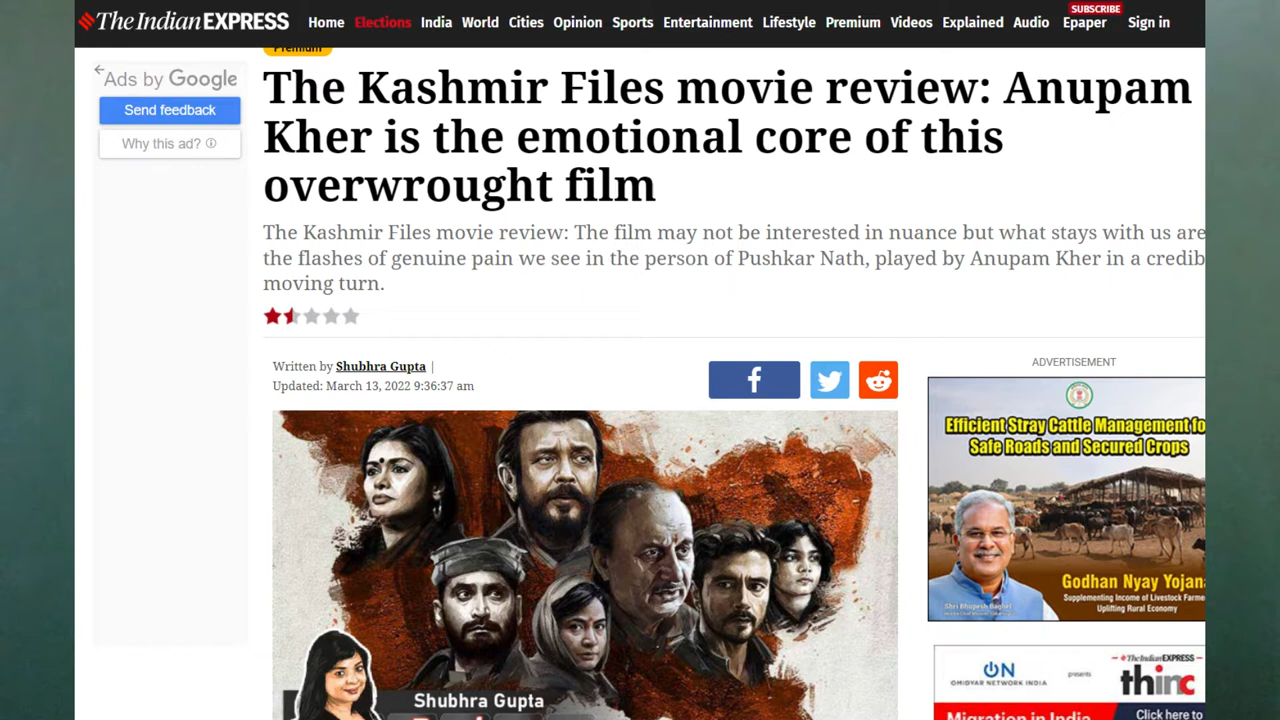 The Indian EXPRESS
Home Elections India World Cities Opinion Sports Entertainment Lifestyle Premium Videos Explained Audio Epaper Sign in
SUBSCRIBE
Premium
Ads by Google
Send feedback
Why this ad?
The Kashmir Files movie review: Anupam
Kher is the emotional core of this
overwrought film
The Kashmir Files movie review: The film may not be interested in nuance but what stays with us are
the flashes of genuine pain we see in the person of Pushkar Nath, played by Anupam Kher in a credib
moving turn.
Written by Shubhra Gupta |
Updated: March 13, 2022 9:36:37 am
ADVERTISEMENT
Efficient Stray Cattle Management fo
Safe Roads and Secured Crops
Shri Bhupesh Baghel
Godhan Nyay Yojana
Supplementing Income of Livestock Farme
Uplifting Rural Economy
Shubhra Gupta
ON
OMIDYAR NETWORK INDIA
presents
The Indian EXPRESS
thinc
Migration in India
Click here to